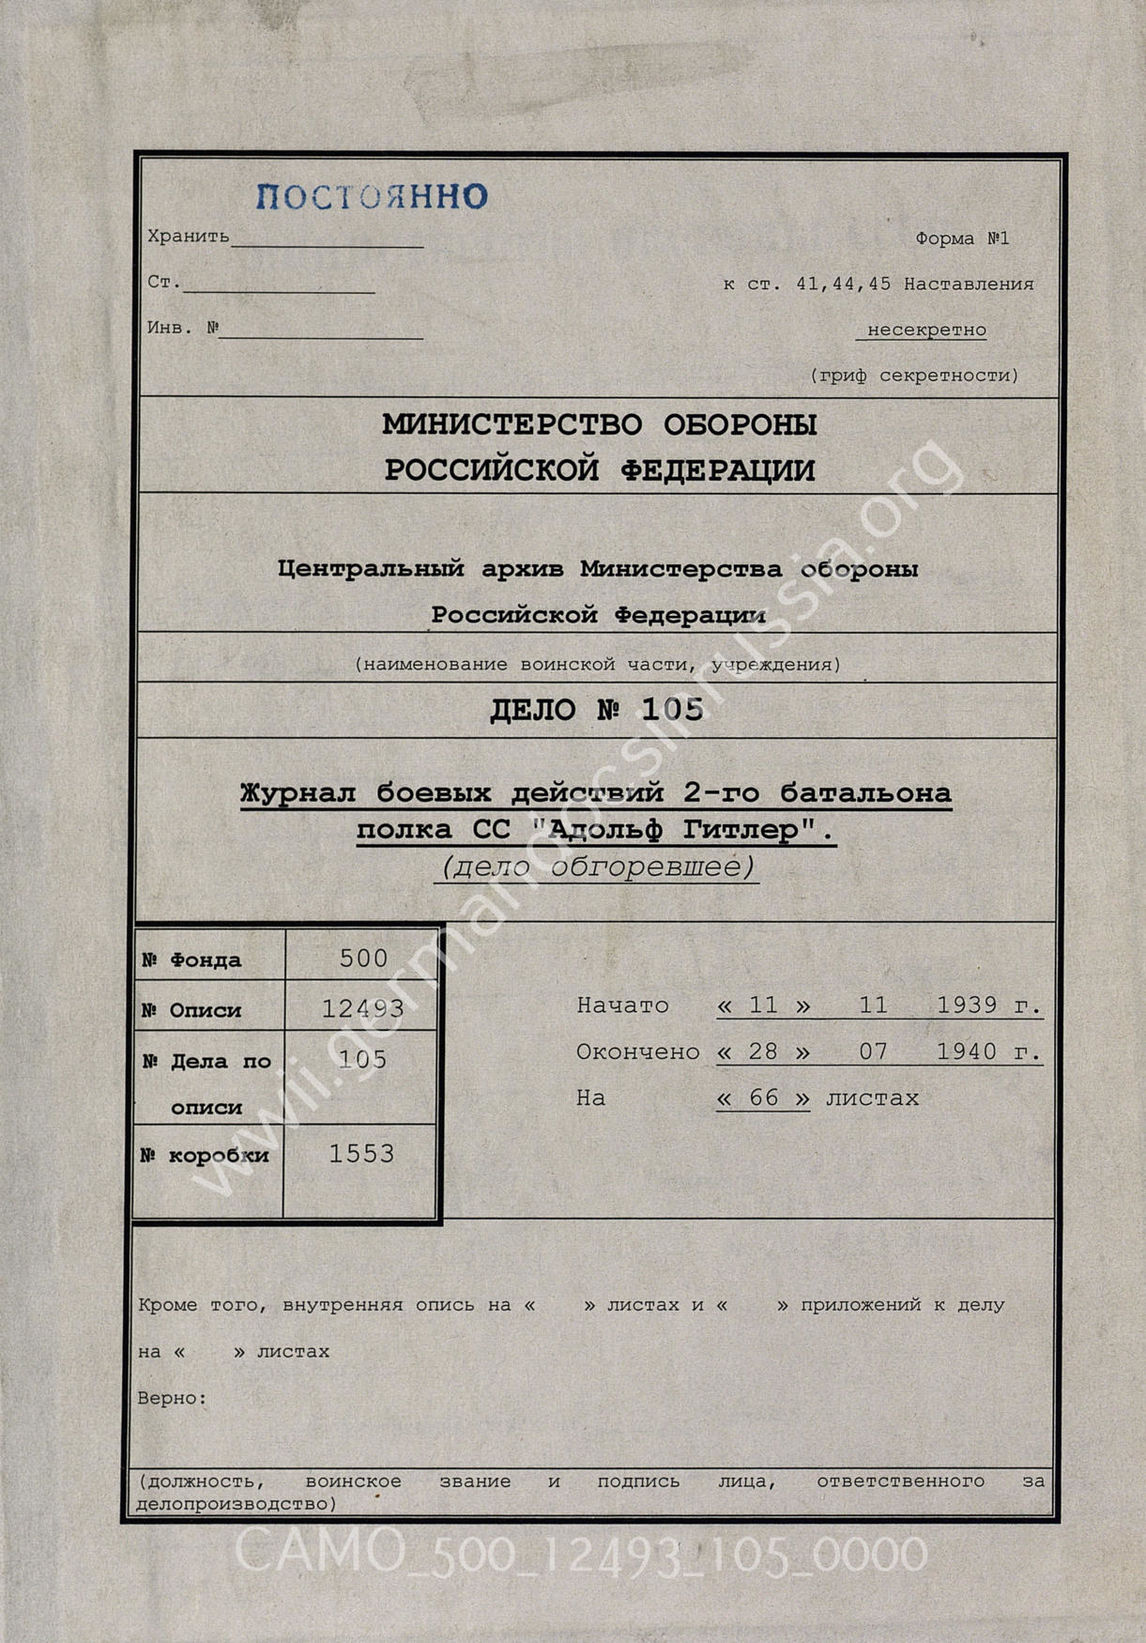 ПОСТОЯННО
Хранить
Форма №1
Ст.
к ст. 41,44,45 Наставления
Инв. №
несекретно
(гриф секретности)
МИНИСТЕРСТВО ОБОРОНЫ
РОССИЙСКОЙ ФЕДЕРАЦИИ
Центральный архив Министерства обороны
Российской Федерации
(наименование воинской части, учреждения)
ДЕЛО № 105
Журнал боевых действий 2-го батальона
полка СС "Адольф Гитлер".
(дело обгоревшее)
№ Фонда 500
№ Описи 12493
№ Дела по 105
описи
№ коробки 1553
Начато « 11 » 11 1939 г.
Окончено « 28 » 07 1940 г.
На « 66 » листах
Кроме того, внутренняя опись на « » листах и « » приложений к делу
на « » листах
Верно:
(должность, воинское звание и подпись лица, ответственного за
делопроизводство)
wwii.germandocsinrussia.org
CAMO_500_12493_105_0000